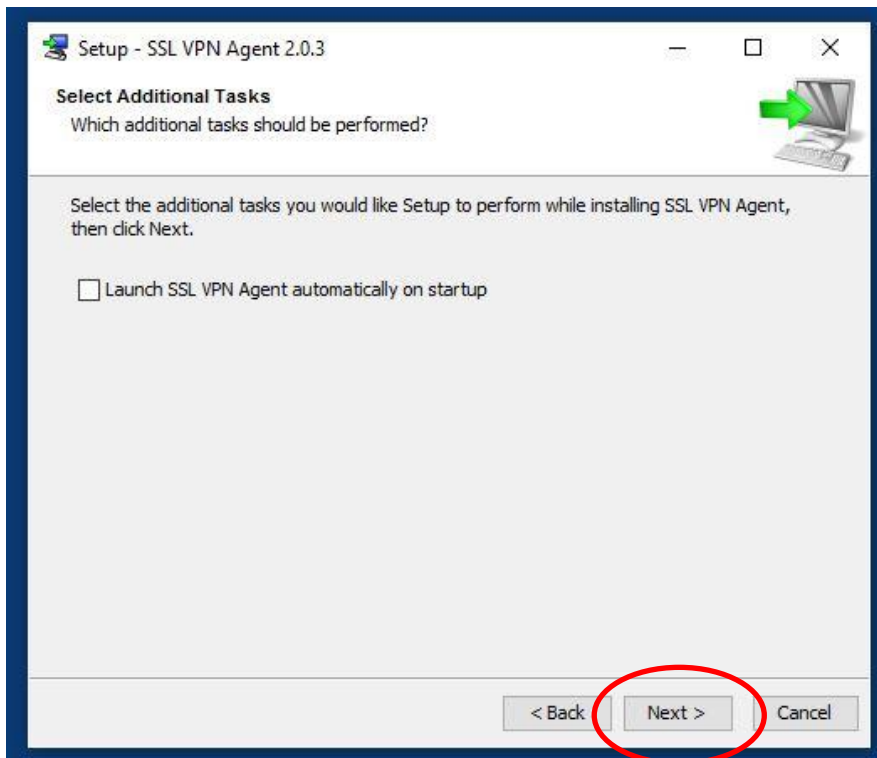 Setup - SSL VPN Agent 2.0.3
Select Additional Tasks
Which additional tasks should be performed?
Select the additional tasks you would like Setup to perform while installing SSL VPN Agent,
then click Next.
Launch SSL VPN Agent automatically on startup
< Back Next > Cancel